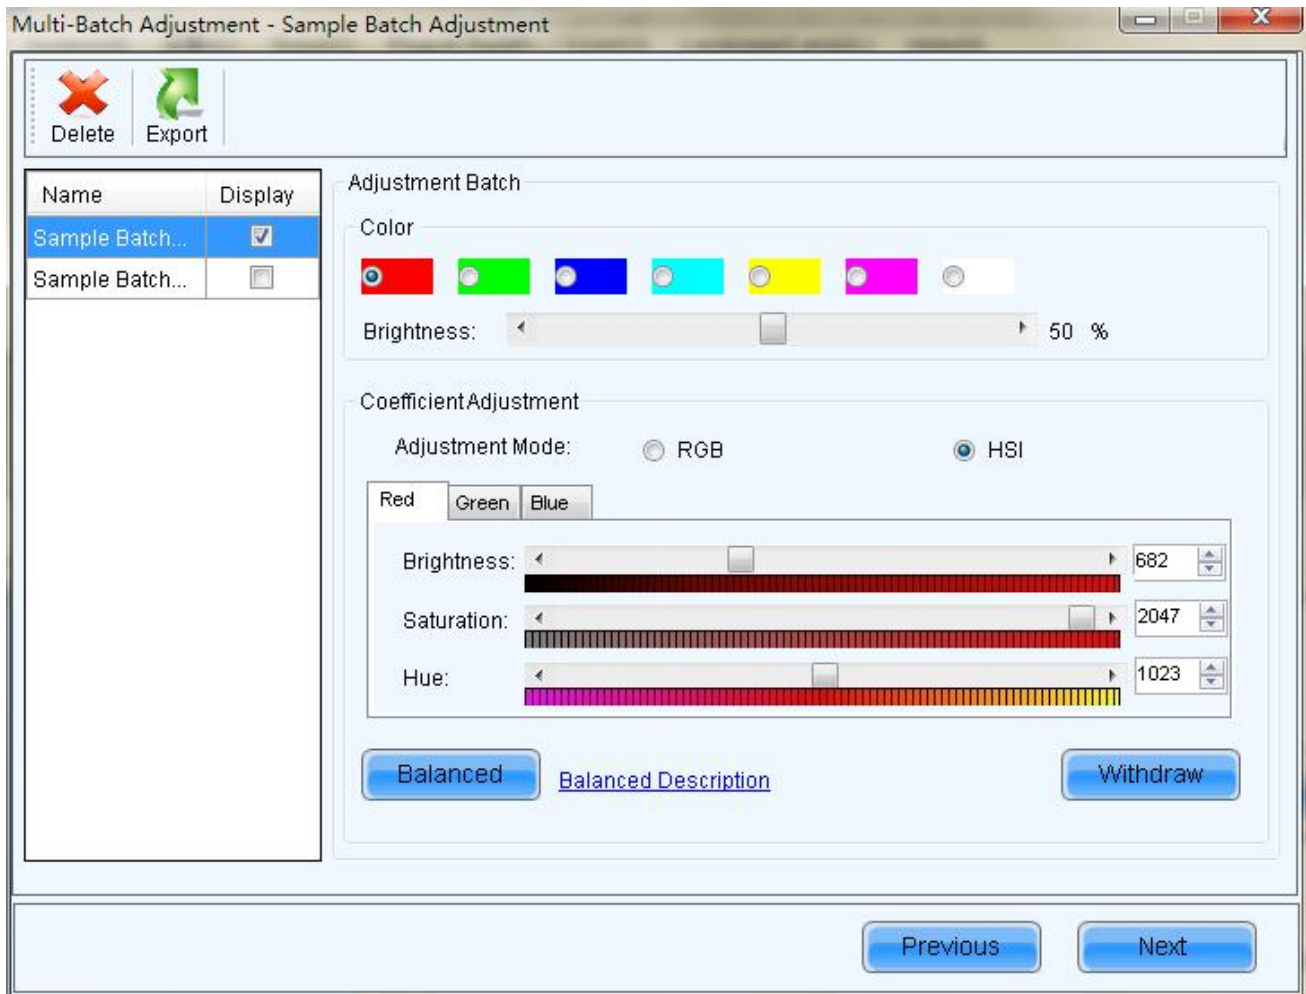 Multi-Batch Adjustment - Sample Batch Adjustment
Delete Export
Name Display
Sample Batch...
Sample Batch...
Adjustment Batch
Color
Brightness: 50 %
Coefficient Adjustment
Adjustment Mode: RGB HSI
Red Green Blue
Brightness: 682
Saturation: 2047
Hue: 1023
Balanced Balanced Description Withdraw
Previous Next